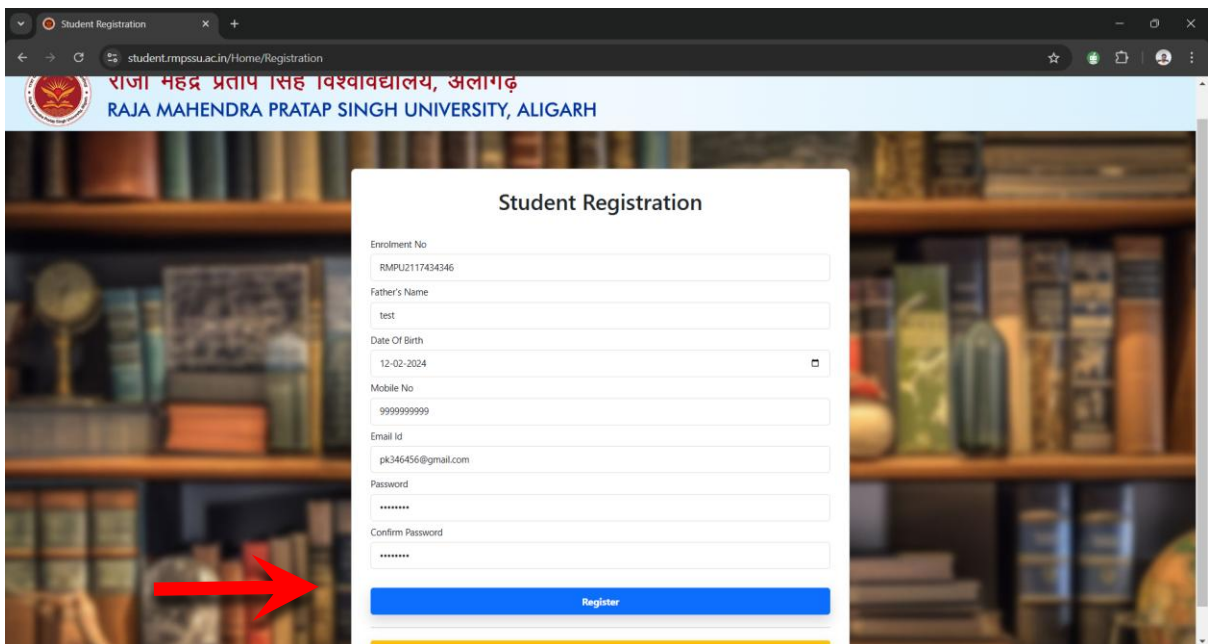 Student Registration
student.rmpssu.ac.in/Home/Registration
राजा महेंद्र प्रताप सिंह विश्वविद्यालय, अलीगढ़
RAJA MAHENDRA PRATAP SINGH UNIVERSITY, ALIGARH
Student Registration
Enrolment No
RMPU2117434346
Father's Name
test
Date Of Birth
12-02-2024
Mobile No
9999999999
Email Id
pk346456@gmail.com
Password
••••••••
Confirm Password
••••••••
Register